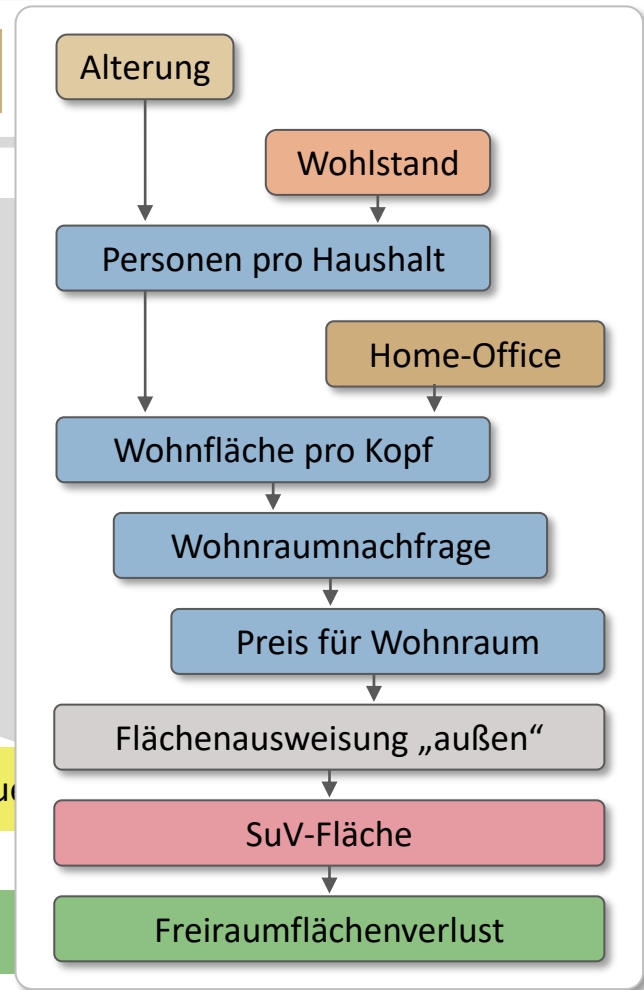 Alterung
Wohlstand
Personen pro Haushalt
Home-Office
Wohnfläche pro Kopf
Wohnraumnachfrage
Preis für Wohnraum
Flächenausweisung „außen“
SuV-Fläche
Freiraumflächenverlust